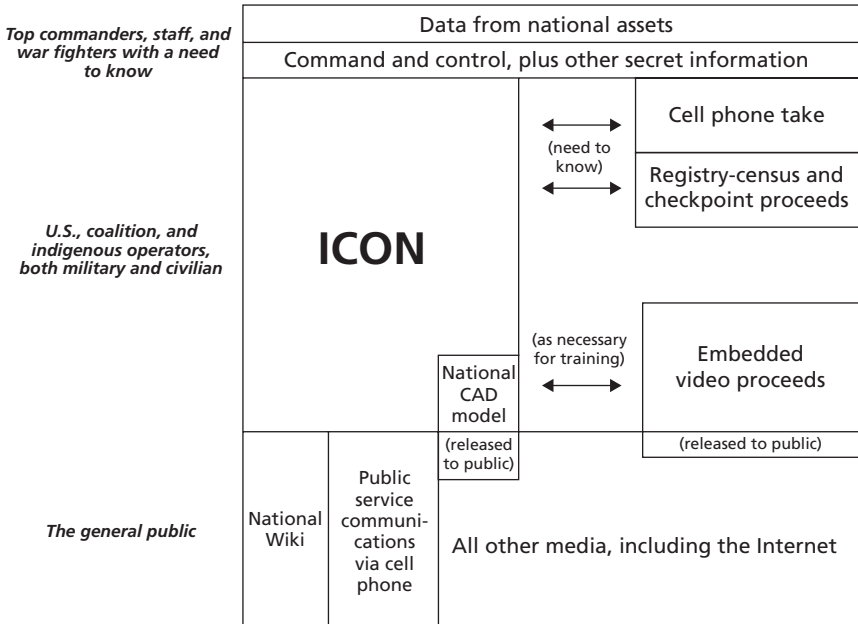 Top commanders, staff, and
war fighters with a need
to know
Data from national assets
Command and control, plus other secret information
U.S., coalition, and
indigenous operators,
both military and civilian
ICON
(need to
know)
Cell phone take
Registry-census and
checkpoint proceeds
National
CAD
model
(as necessary
for training)
Embedded
video proceeds
(released
to public)
(released to public)
The general public
National
Wiki
Public
service
communi-
cations
via cell
phone
All other media, including the Internet